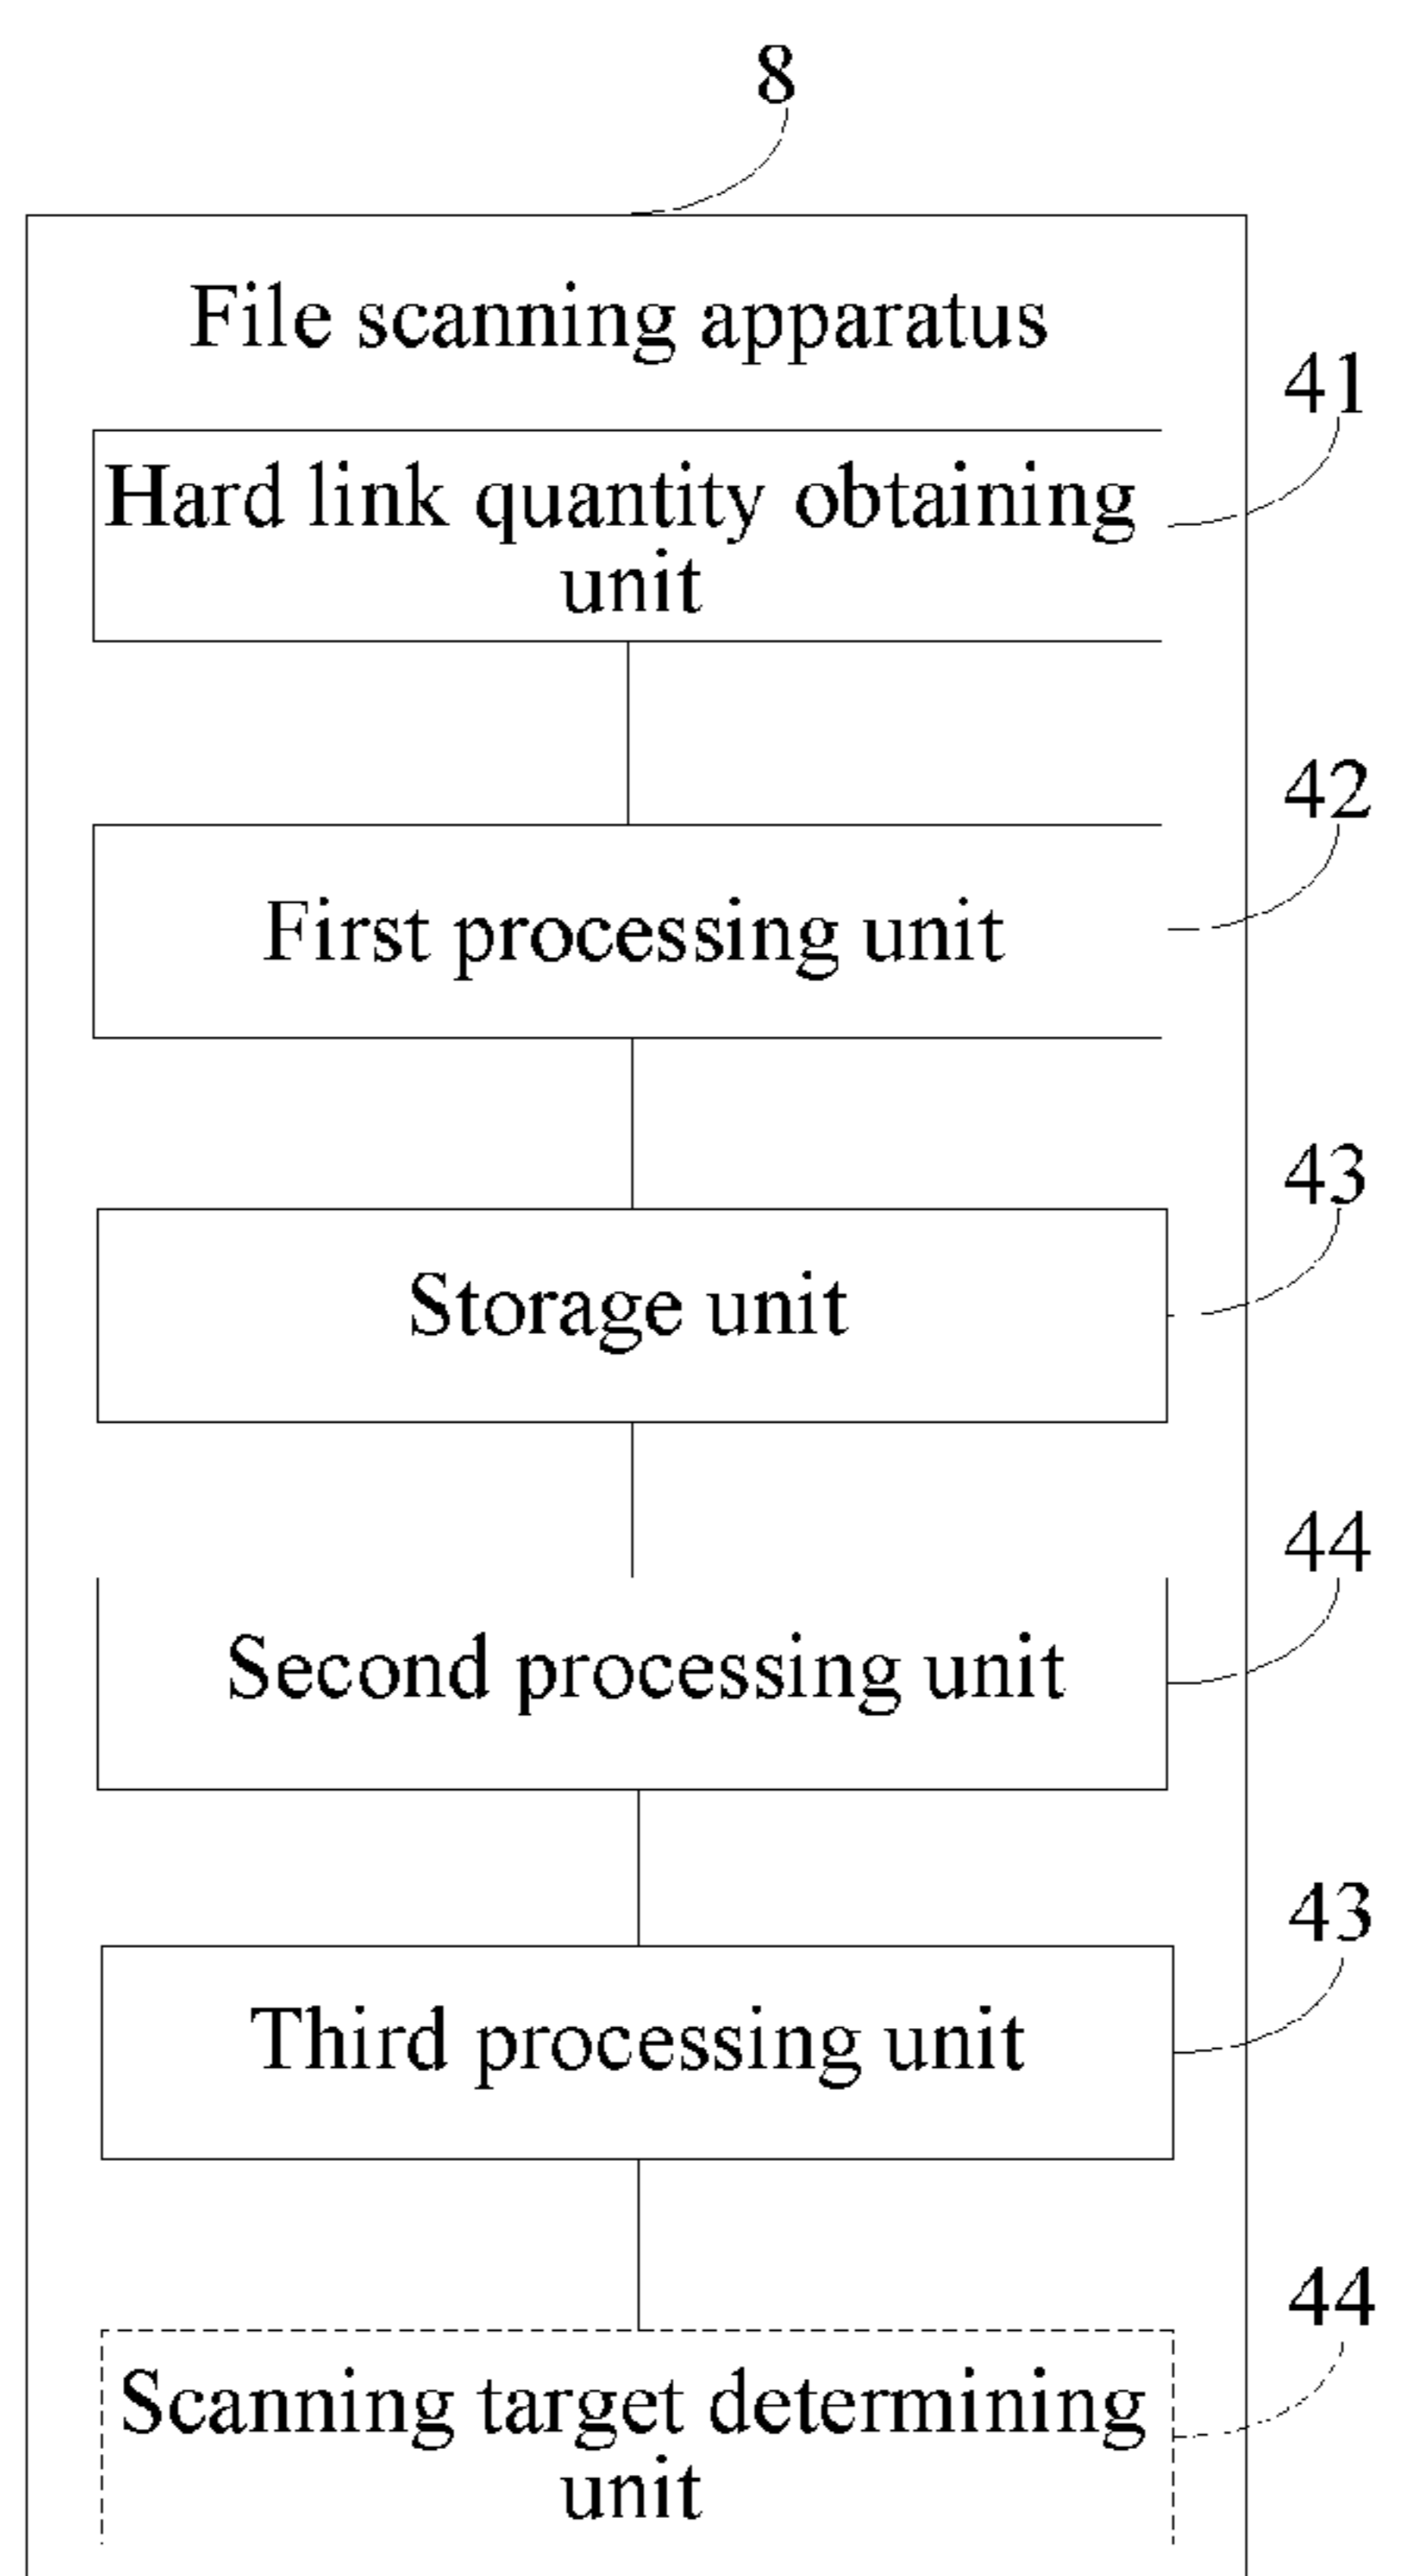 8
File scanning apparatus
41
Hard link quantity obtaining
unit
42
First processing unit
43
Storage unit
44
Second processing unit
43
Third processing unit
44
Scanning target determining
unit